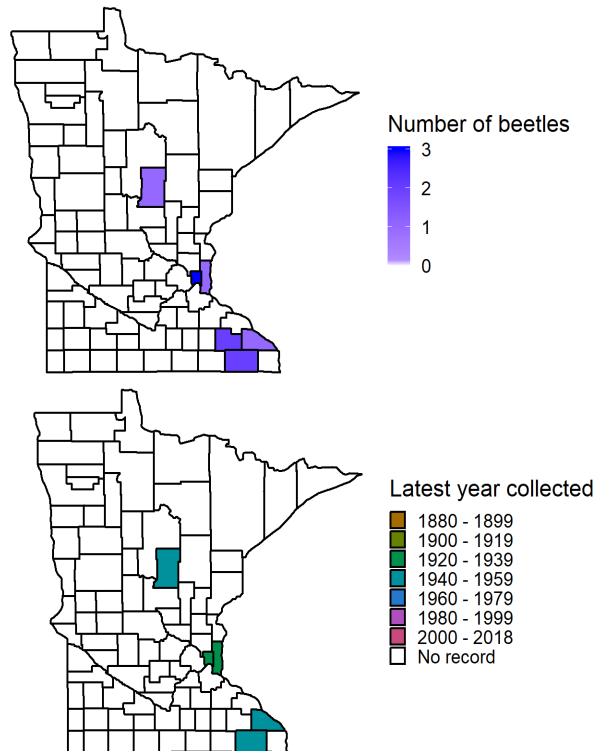 Number of beetles
3
2
1
0
Latest year collected
1880 - 1899
1900 - 1919
1920 - 1939
1940 - 1959
1960 - 1979
1980 - 1999
2000 - 2018
No record